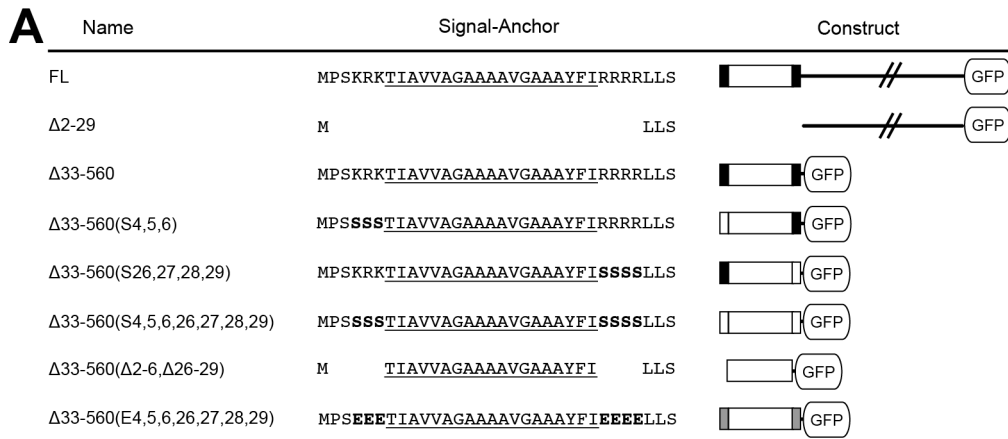 A
Name Signal-Anchor Construct
FL MPSKRKTIAVVAGAAAAVGAAAYFIRRRRLLS GFP
Δ2-29 M LLS GFP
Δ33-560 MPSKRKTIAVVAGAAAAVGAAAYFIRRRRLLS GFP
Δ33-560(S4,5,6) MPSSSSTIAVVAGAAAAVGAAAYFIRRRRLLS GFP
Δ33-560(S26,27,28,29) MPSKRKTIAVVAGAAAAVGAAAYFISSSSLLS GFP
Δ33-560(S4,5,6,26,27,28,29) MPSSSSTIAVVAGAAAAVGAAAYFISSSSLLS GFP
Δ33-560(Δ2-6,Δ26-29) M TIAVVAGAAAAVGAAAYFI LLS GFP
Δ33-560(E4,5,6,26,27,28,29) MPSEEETIAVVAGAAAAVGAAAYFIEEEELLS GFP